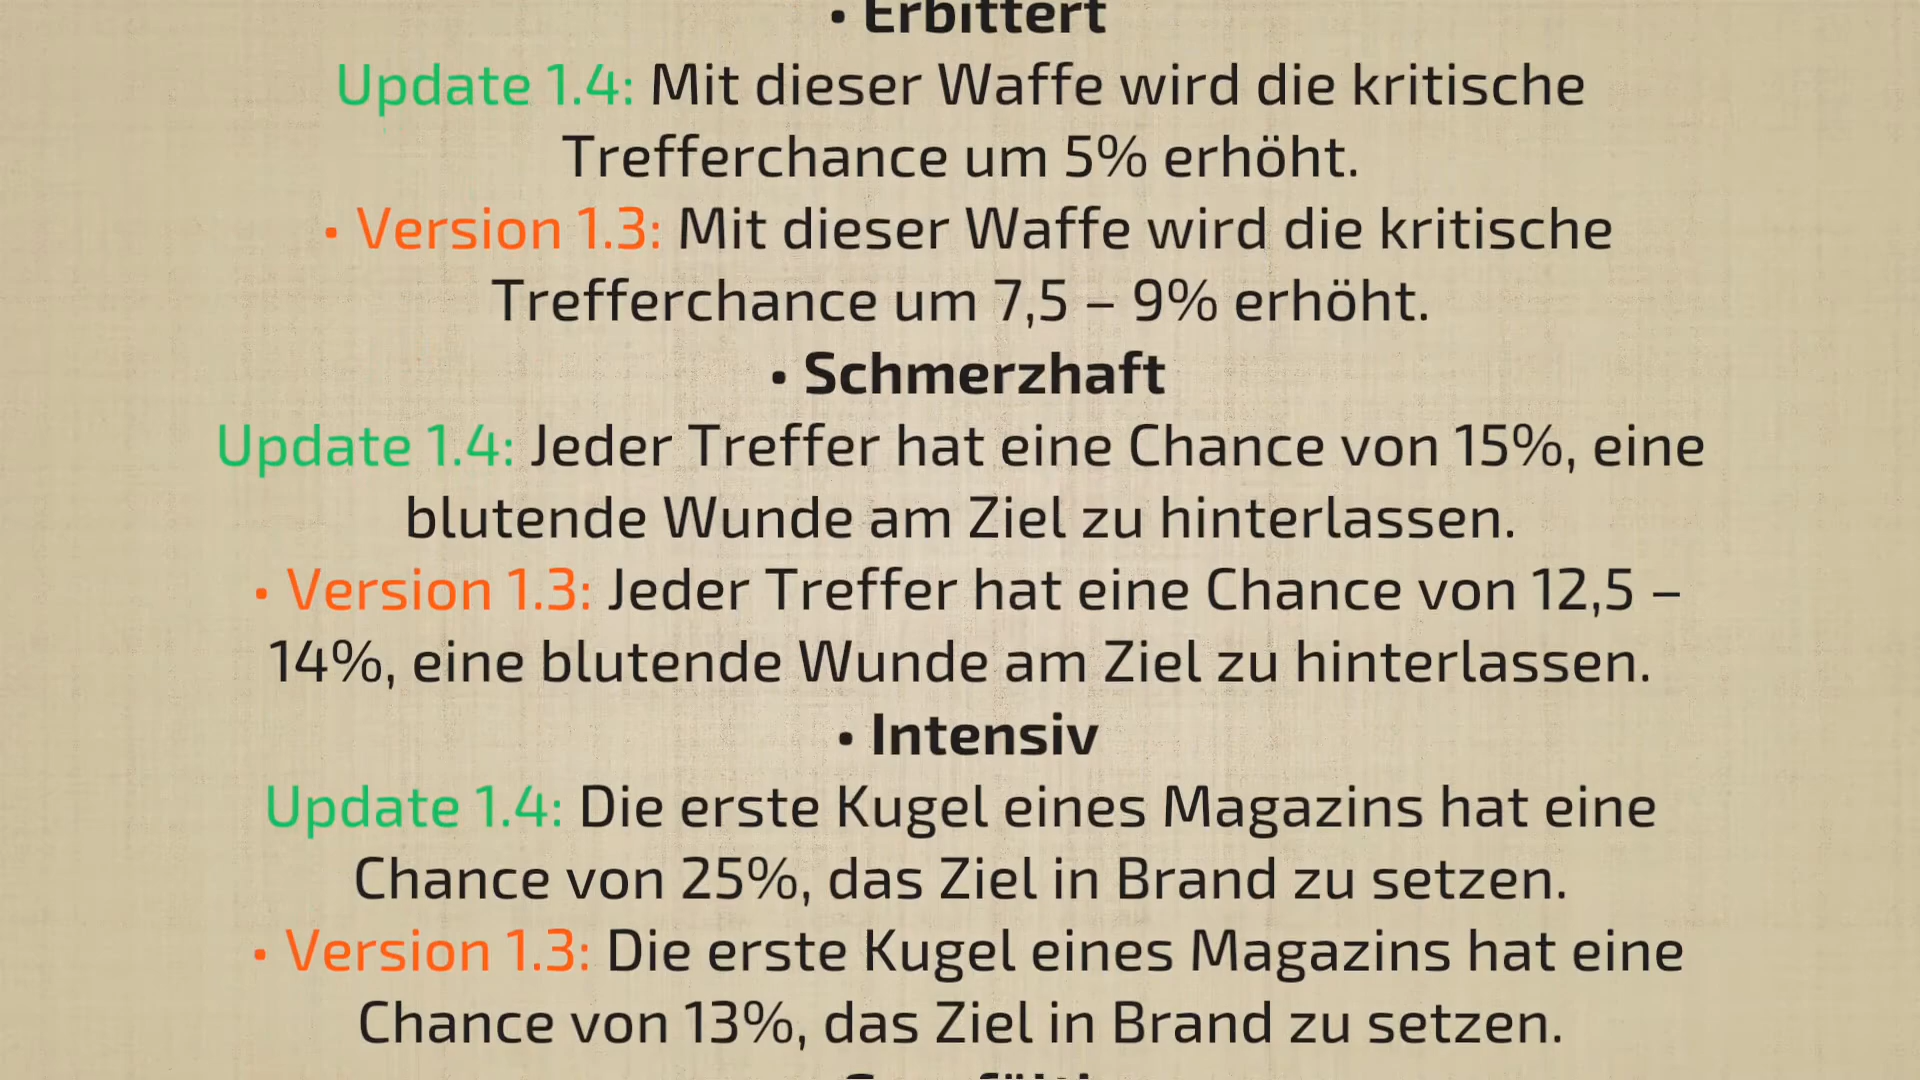 • Erbittert
Update 1.4: Mit dieser Waffe wird die kritische
Trefferchance um 5% erhöht.
• Version 1.3: Mit dieser Waffe wird die kritische
Trefferchance um 7,5 – 9% erhöht.
• Schmerzhaft
Update 1.4: Jeder Treffer hat eine Chance von 15%, eine
blutende Wunde am Ziel zu hinterlassen.
• Version 1.3: Jeder Treffer hat eine Chance von 12,5 –
14%, eine blutende Wunde am Ziel zu hinterlassen.
• Intensiv
Update 1.4: Die erste Kugel eines Magazins hat eine
Chance von 25%, das Ziel in Brand zu setzen.
• Version 1.3: Die erste Kugel eines Magazins hat eine
Chance von 13%, das Ziel in Brand zu setzen.